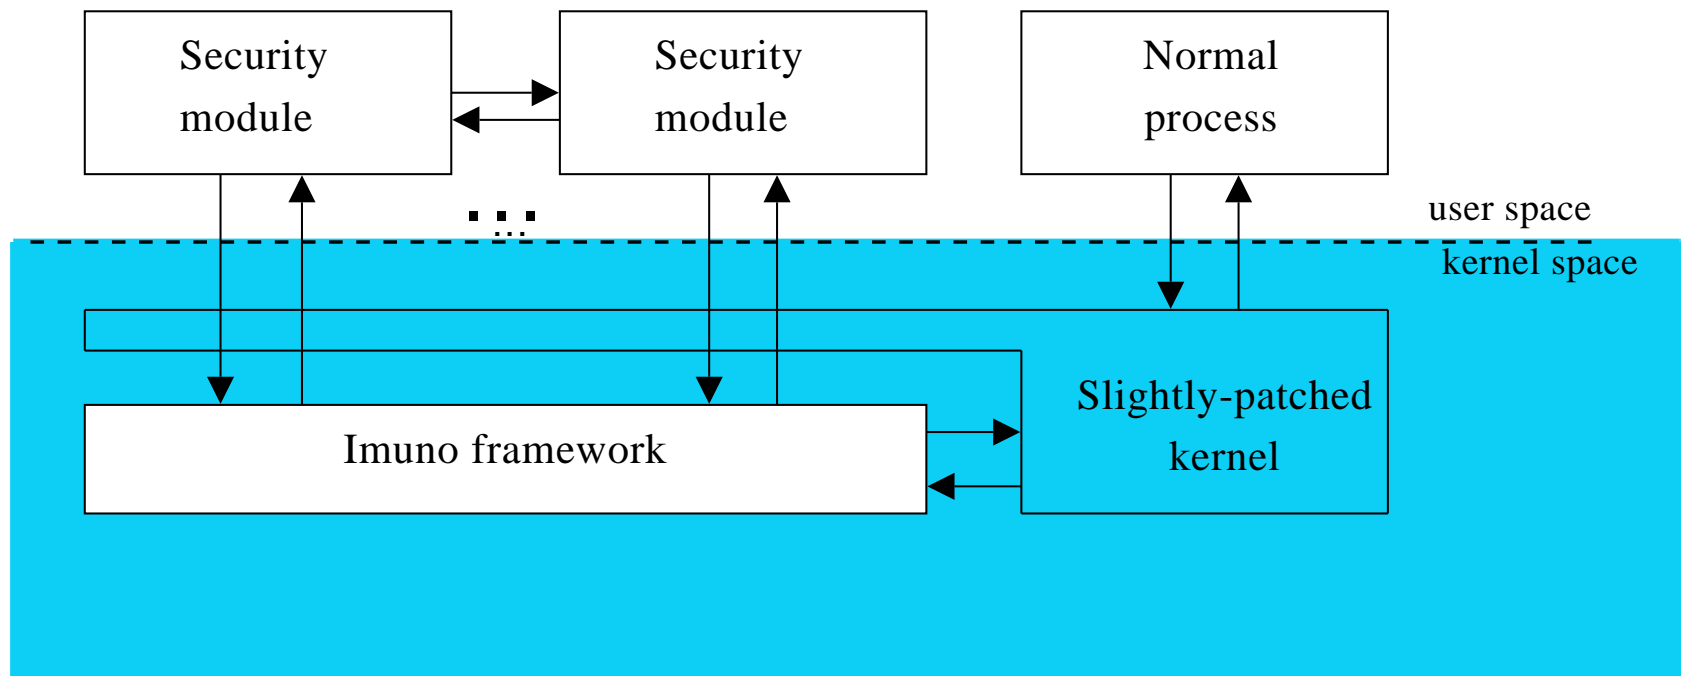 Security
module
Security
module
Normal
process
user space
kernel space
Slightly-patched
kernel
Imuno framework